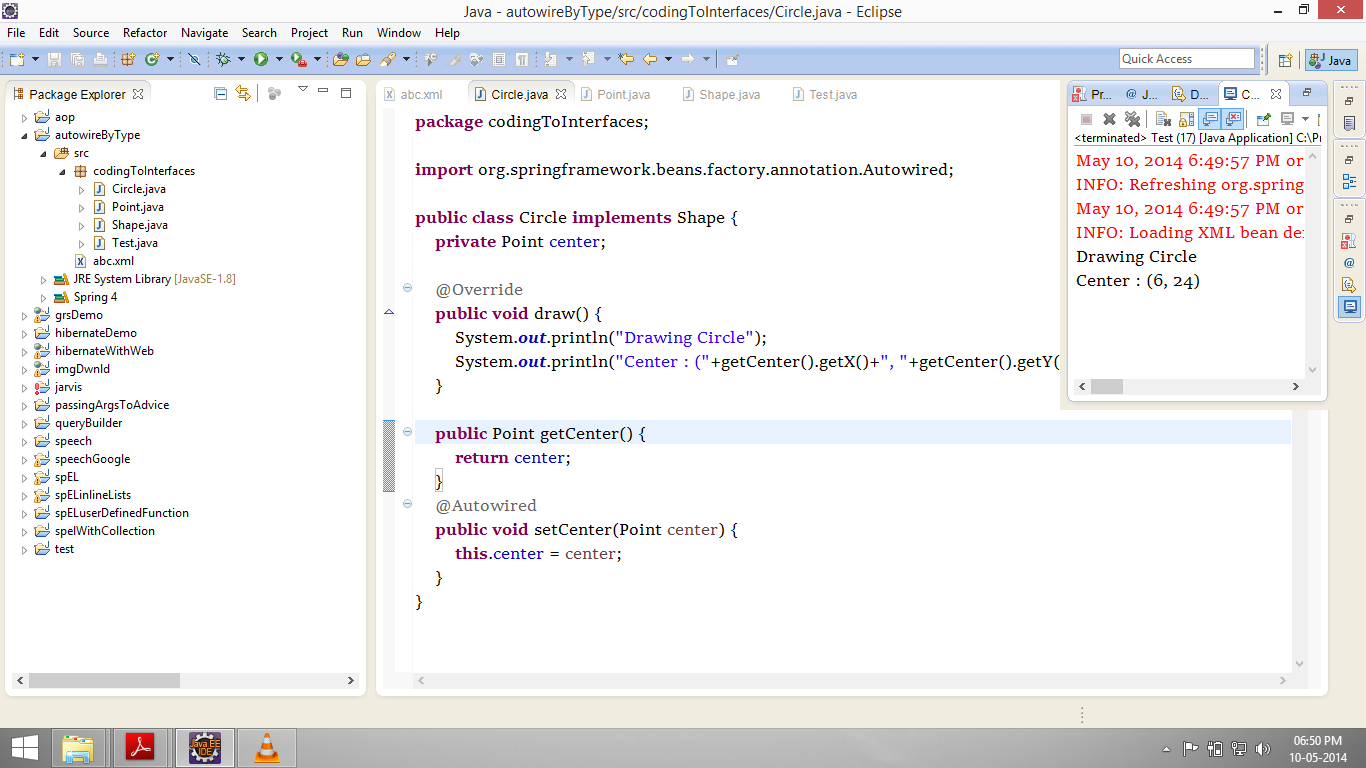 Java - autowireByType/src/codingToInterfaces/Circle.java - Eclipse
File Edit Source Refactor Navigate Search Project Run Window Help
Quick Access
Java
Package Explorer
aop
autowireByType
src
codingToInterfaces
Circle.java
Point.java
Shape.java
Test.java
abc.xml
JRE System Library [JavaSE-1.8]
Spring 4
grsDemo
hibernateDemo
hibernateWithWeb
imgDwnld
jarvis
passingArgsToAdvice
queryBuilder
speech
speechGoogle
spEL
spELinlineLists
spELuserDefinedFunction
spelWithCollection
test
abc.xml Circle.java Point.java Shape.java Test.java
package codingToInterfaces;
import org.springframework.beans.factory.annotation.Autowired;
public class Circle implements Shape {
private Point center;
@Override
public void draw() {
System.out.println("Drawing Circle");
System.out.println("Center : ("+getCenter().getX()+", "+getCenter().getY(
}
public Point getCenter() {
return center;
}
@Autowired
public void setCenter(Point center) {
this.center = center;
}
}
Pr... @ J... D... C...
<terminated> Test (17) [Java Application] C:\P
May 10, 2014 6:49:57 PM or
INFO: Refreshing org.spring
May 10, 2014 6:49:57 PM or
INFO: Loading XML bean de
Drawing Circle
Center : (6, 24)
Java EE
IDE
06:50 PM
10-05-2014